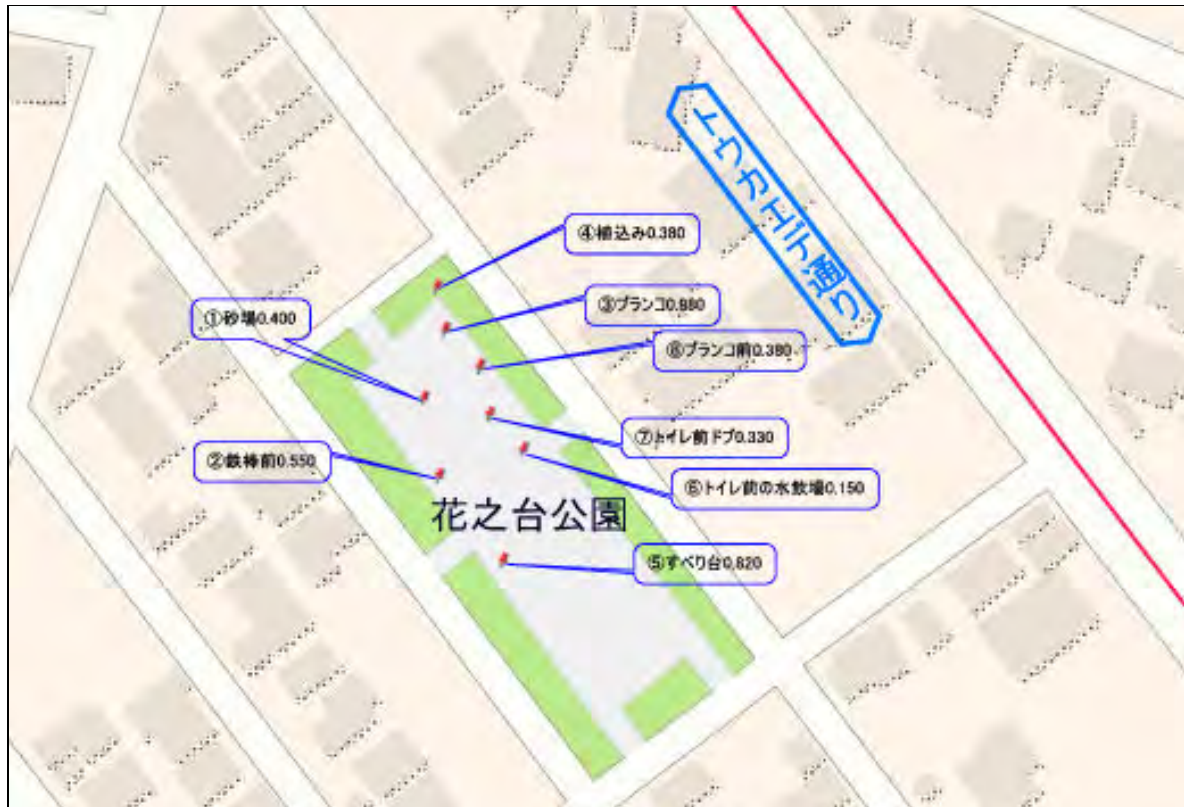 トウカエデ通り
④植込み0.380
③ブランコ0.880
①砂場0.400
⑧ブランコ前0.380
⑦トイレ前ドブ0.330
②鉄棒前0.550
⑥トイレ前の水飲場0.150
花之台公園
⑤すべり台0.820